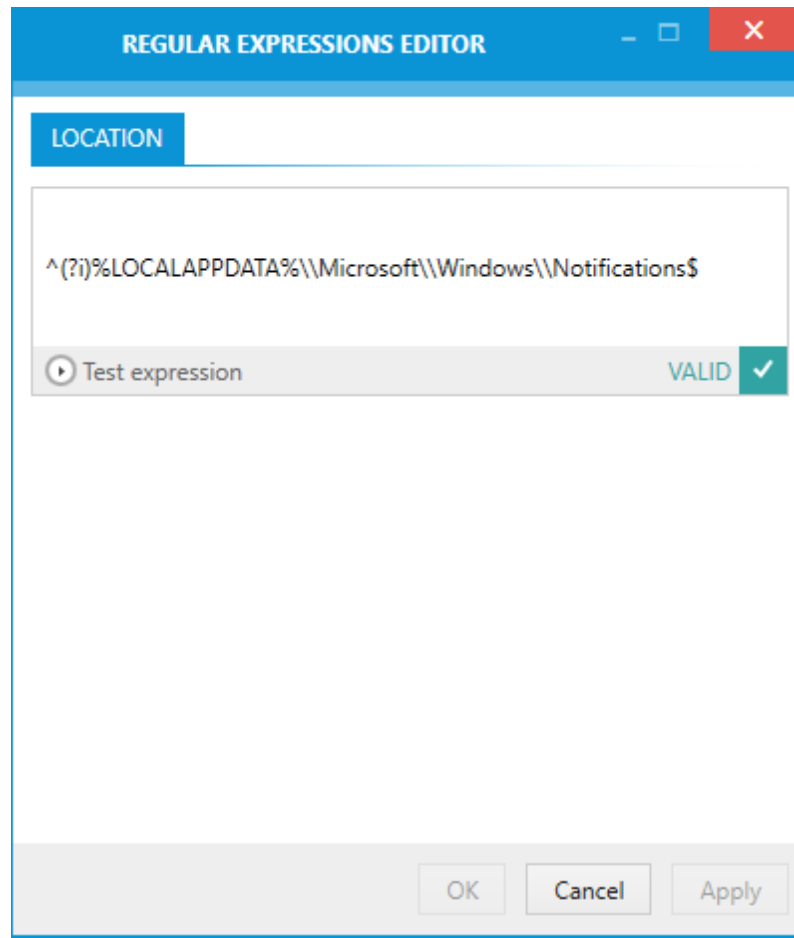 REGULAR EXPRESSIONS EDITOR
LOCATION
^(?i)%LOCALAPPDATA%\\Microsoft\\Windows\\Notifications$
Test expression VALID
OK Cancel Apply